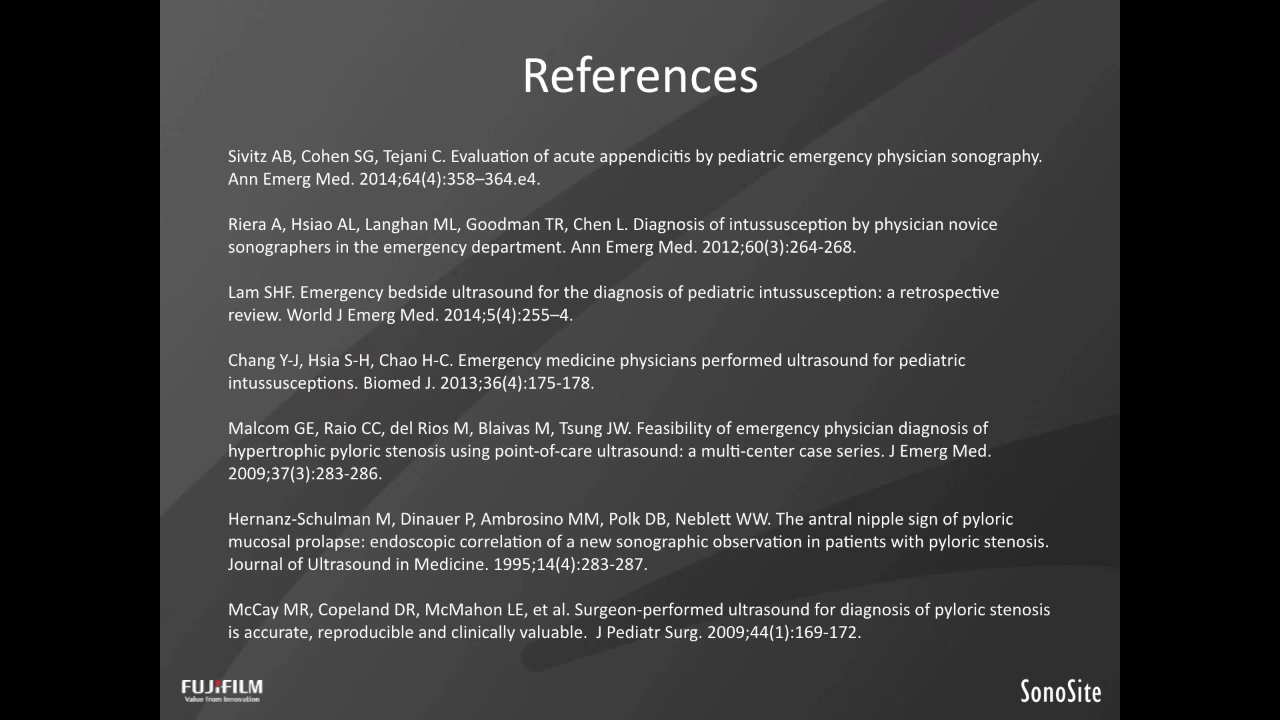 References
Sivitz AB, Cohen SG, Tejani C. Evaluation of acute appendicitis by pediatric emergency physician sonography.
Ann Emerg Med. 2014;64(4):358–364.e4.
Riera A, Hsiao AL, Langhan ML, Goodman TR, Chen L. Diagnosis of intussusception by physician novice
sonographers in the emergency department. Ann Emerg Med. 2012;60(3):264-268.
Lam SHF. Emergency bedside ultrasound for the diagnosis of pediatric intussusception: a retrospective
review. World J Emerg Med. 2014;5(4):255–4.
Chang Y-J, Hsia S-H, Chao H-C. Emergency medicine physicians performed ultrasound for pediatric
intussusceptions. Biomed J. 2013;36(4):175-178.
Malcom GE, Raio CC, del Rios M, Blaivas M, Tsung JW. Feasibility of emergency physician diagnosis of
hypertrophic pyloric stenosis using point-of-care ultrasound: a multi-center case series. J Emerg Med.
2009;37(3):283-286.
Hernanz-Schulman M, Dinauer P, Ambrosino MM, Polk DB, Neblett WW. The antral nipple sign of pyloric
mucosal prolapse: endoscopic correlation of a new sonographic observation in patients with pyloric stenosis.
Journal of Ultrasound in Medicine. 1995;14(4):283-287.
McCay MR, Copeland DR, McMahon LE, et al. Surgeon-performed ultrasound for diagnosis of pyloric stenosis
is accurate, reproducible and clinically valuable.  J Pediatr Surg. 2009;44(1):169-172.
FUJIFILM
Value from Innovation
SonoSite